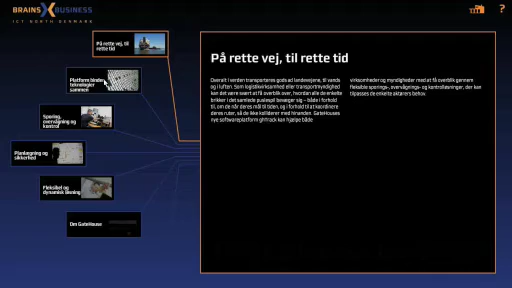 BRAINS X BUSINESS
ICT NORTH DENMARK
?
På rette vej, til
rette tid
Platform binder
teknologier
sammen
Sporing,
overvågning og
kontrol
Planlægning og
sikkerhed
Fleksibel og
dynamisk løsning
Om GateHouse
På rette vej, til rette tid
Overalt i verden transporteres gods ad landevejene, til vands
og i luften. Som logistikvirksomhed eller transportmyndighed
kan det være svært at få overblik over, hvordan alle de enkelte
brikker i det samlede puslespil bevæger sig – både i forhold
til, om de når deres mål til tiden, og i forhold til at koordinere
deres ruter, så de ikke kolliderer med hinanden. GateHouses
nye softwareplatform ghTrack kan hjælpe både
virksomheder og myndigheder med at få overblik gennem
fleksible sporings-, overvågnings- og kontrolløsninger, der kan
tilpasses de enkelte aktørers behov.